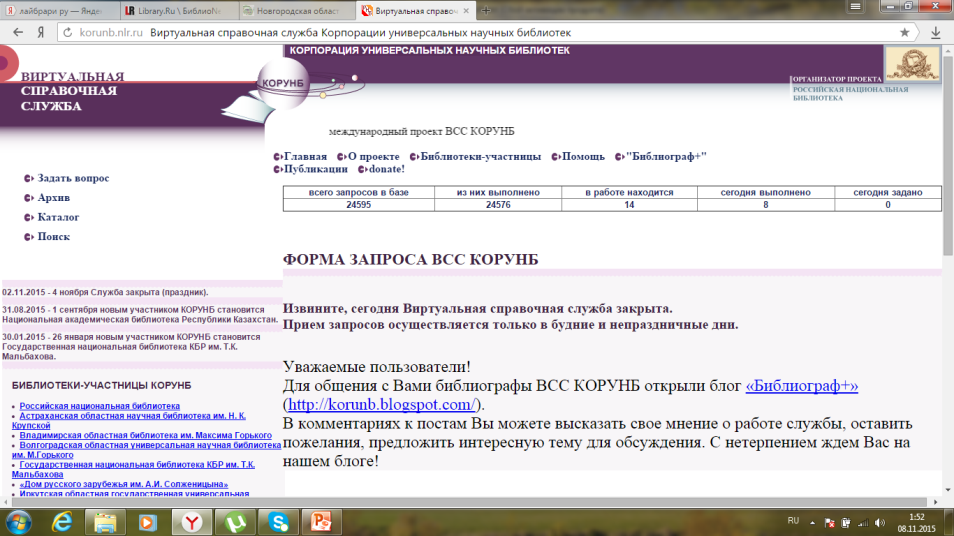 лайбрари ру — Янде
Library.Ru \ БиблиоN
Новгородская област
Виртуальная справоч
korunb.nlr.ru Виртуальная справочная служба Корпорации универсальных научных библиотек
КОРПОРАЦИЯ УНИВЕРСАЛЬНЫХ НАУЧНЫХ БИБЛИОТЕК
ВИРТУАЛЬНАЯ
СПРАВОЧНАЯ
СЛУЖБА
КОРУНБ
ОРГАНИЗАТОР ПРОЕКТА
РОССИЙСКАЯ НАЦИОНАЛЬНАЯ
БИБЛИОТЕКА
международный проект ВСС КОРУНБ
Главная О проекте Библиотеки-участницы Помощь "Библиограф+"
Публикации donate!
Задать вопрос
Архив
Каталог
Поиск
всего запросов в базе из них выполнено в работе находится сегодня выполнено сегодня задано
24595 24576 14 8 0
ФОРМА ЗАПРОСА ВСС КОРУНБ
02.11.2015 - 4 ноября Служба закрыта (праздник).
31.08.2015 - 1 сентября новым участником КОРУНБ становится
Национальная академическая библиотека Республики Казахстан.
30.01.2015 - 26 января новым участником КОРУНБ становится
Государственная национальная библиотека КБР им. Т.К.
Мальбахова.
Извините, сегодня Виртуальная справочная служба закрыта.
Прием запросов осуществляется только в будние и непраздничные дни.
Уважаемые пользователи!
Для общения с Вами библиографы ВСС КОРУНБ открыли блог «Библиограф+»
(http://korunb.blogspot.com/).
В комментариях к постам Вы можете высказать свое мнение о работе службы, оставить
пожелания, предложить интересную тему для обсуждения. С нетерпением ждем Вас на
нашем блоге!
БИБЛИОТЕКИ-УЧАСТНИЦЫ КОРУНБ
Российская национальная библиотека
Астраханская областная научная библиотека им. Н. К.
Крупской
Владимирская областная библиотека им. Максима Горького
Волгоградская областная универсальная научная библиотека
им. М.Горького
Государственная национальная библиотека КБР им. Т.К.
Мальбахова
«Дом русского зарубежья им. А.И. Солженицына»
Иркутская областная государственная универсальная
RU
1:52
08.11.2015